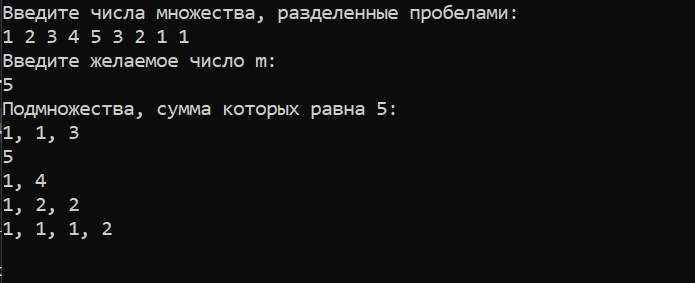 Введите числа множества, разделенные пробелами:
1 2 3 4 5 3 2 1 1
Введите желаемое число m:
5
Подмножества, сумма которых равна 5:
1, 1, 3
5
1, 4
1, 2, 2
1, 1, 1, 2